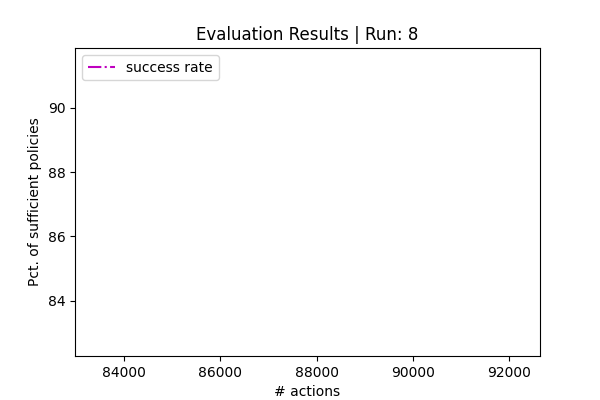 Evaluation Results | Run: 8
success rate
Pct. of sufficient policies
90
88
86
84
84000 86000 88000 90000 92000
# actions